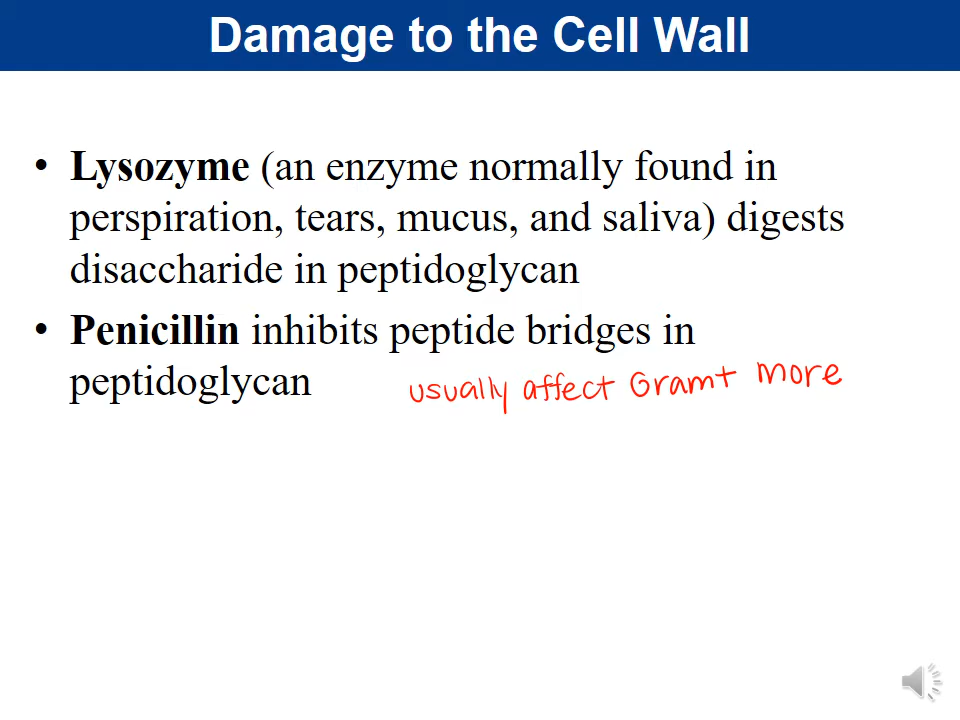 Damage to the Cell Wall
• Lysozyme (an enzyme normally found in
perspiration, tears, mucus, and saliva) digests
disaccharide in peptidoglycan
• Penicillin inhibits peptide bridges in
peptidoglycan
usually affect Gram+ more